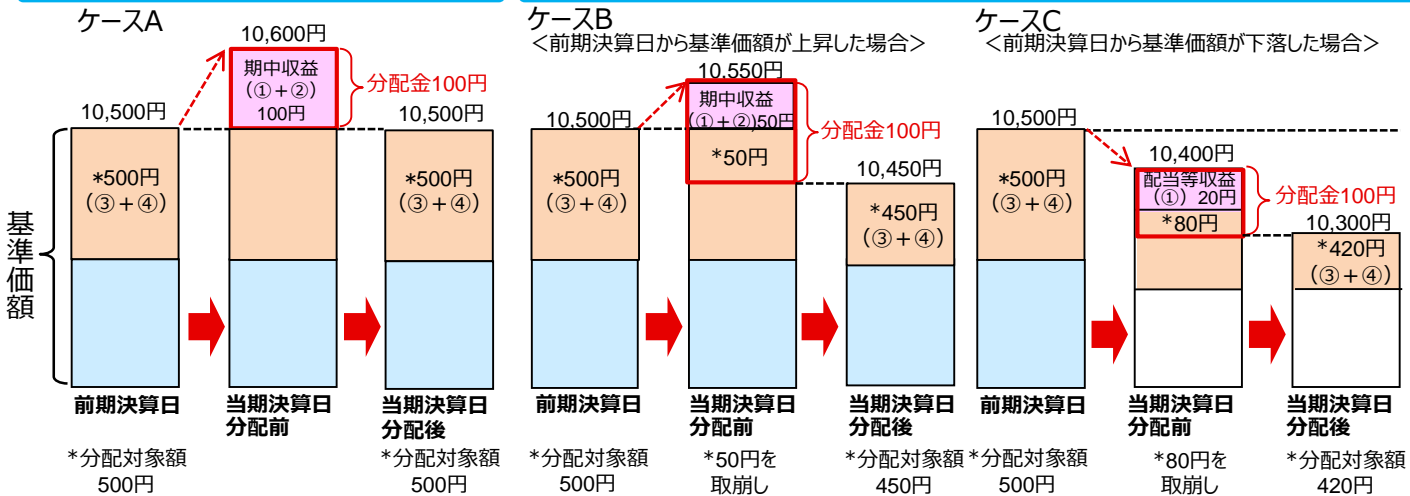 ケースA
10,600円
期中収益
(①+②)
100円
分配金100円
10,500円
10,500円
*500円
(③+④)
*500円
(③+④)
基準価額
前期決算日
当期決算日
分配前
当期決算日
分配後
*分配対象額
500円
*分配対象額
500円
ケースB
<前期決算日から基準価額が上昇した場合>
10,550円
期中収益
(①+②)50円
分配金100円
10,500円
*50円
*500円
(③+④)
10,450円
*450円
(③+④)
前期決算日
当期決算日
分配前
当期決算日
分配後
*分配対象額
500円
*50円を
取崩し
*分配対象額
450円
ケースC
<前期決算日から基準価額が下落した場合>
10,500円
10,400円
配当等収益
(①) 20円
分配金100円
*500円
(③+④)
*80円
10,300円
*420円
(③+④)
前期決算日
当期決算日
分配前
当期決算日
分配後
*分配対象額
500円
*80円を
取崩し
*分配対象額
420円